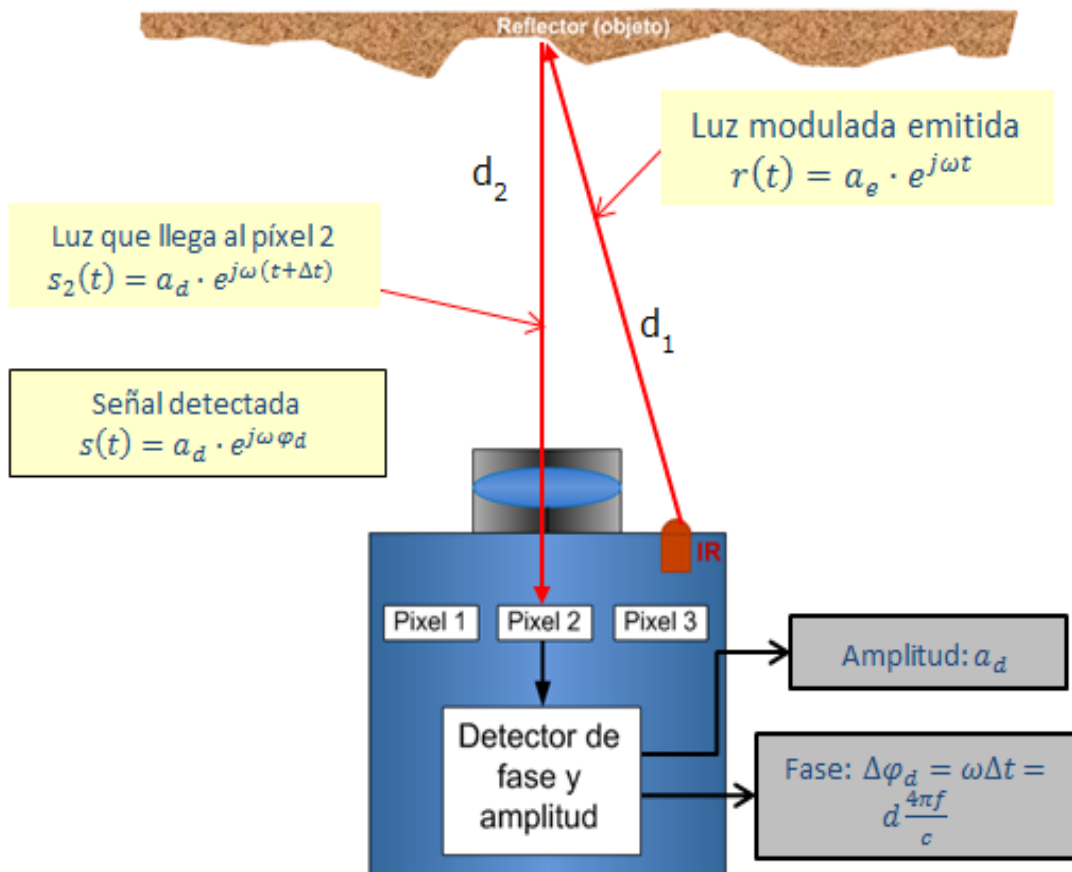 Reflector (objeto)
Luz modulada emitida
r(t) = a_e · e^{jωt}
d_2
Luz que llega al píxel 2
s_2(t) = a_d · e^{jω(t+Δt)}
d_1
Señal detectada
s(t) = a_d · e^{jωφ_d}
IR
Pixel 1
Pixel 2
Pixel 3
Amplitud: a_d
Detector de
fase y
amplitud
Fase: Δφ_d = ωΔt =
d \frac{4πf}{c}